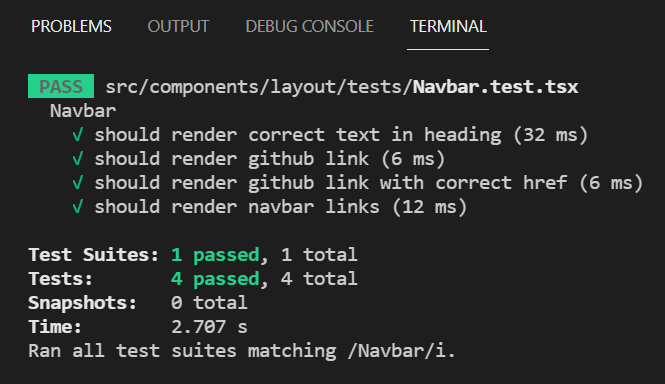 PROBLEMS OUTPUT DEBUG CONSOLE TERMINAL
PASS src/components/layout/tests/Navbar.test.tsx
Navbar
√ should render correct text in heading (32 ms)
√ should render github link (6 ms)
√ should render github link with correct href (6 ms)
√ should render navbar links (12 ms)
Test Suites: 1 passed, 1 total
Tests: 4 passed, 4 total
Snapshots: 0 total
Time: 2.707 s
Ran all test suites matching /Navbar/i.